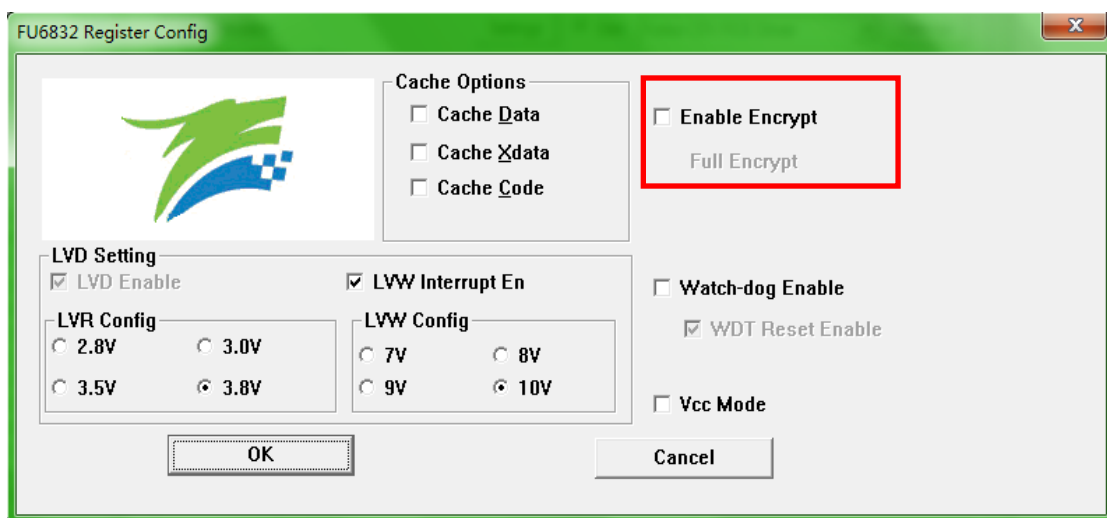 FU6832 Register Config
Cache Options
Cache Data
Cache Xdata
Cache Code
Enable Encrypt
Full Encrypt
LVD Setting
LVD Enable
LVW Interrupt En
LVR Config
2.8V 3.0V
3.5V 3.8V
LVW Config
7V 8V
9V 10V
Watch-dog Enable
WDT Reset Enable
Vcc Mode
OK
Cancel